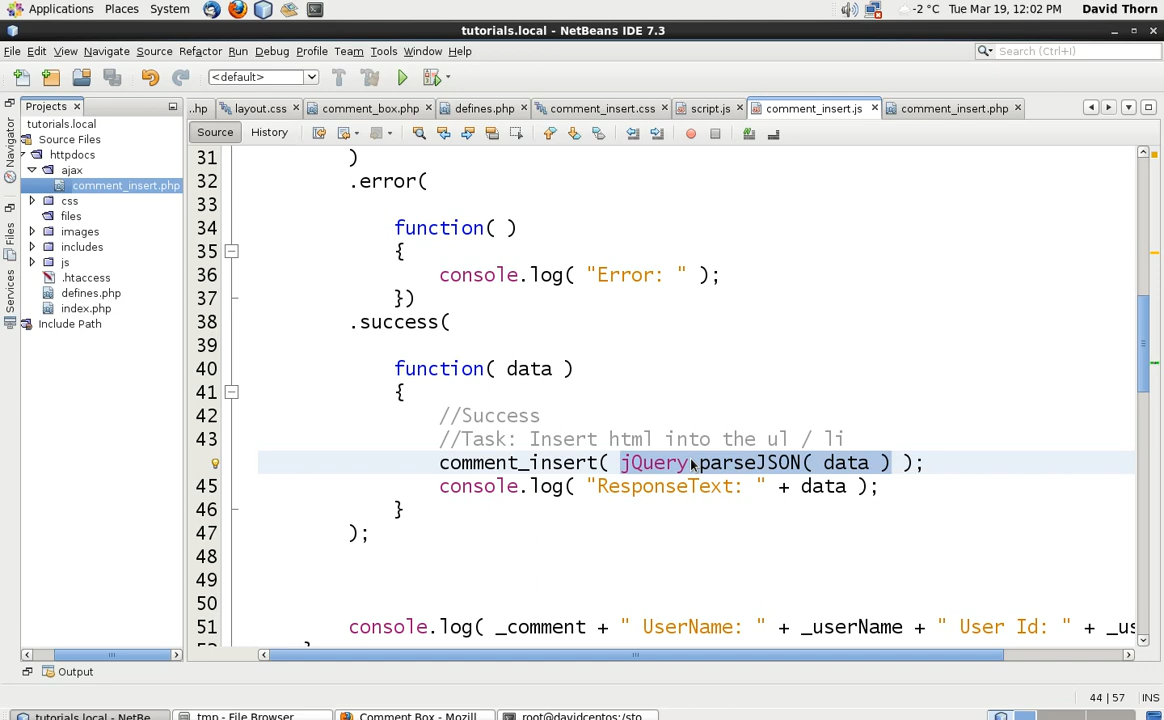 Applications Places System -2 °C Tue Mar 19, 12:02 PM David Thorn
tutorials.local - NetBeans IDE 7.3
File Edit View Navigate Source Refactor Run Debug Profile Team Tools Window Help Search (Ctrl+I)
<default>
Projects ..hp layout.css comment_box.php defines.php comment_insert.css script.js comment_insert.js comment_insert.php
tutorials.local
Source Files
httpdocs
ajax
comment_insert.php
css
files
images
includes
js
.htaccess
defines.php
index.php
Include Path
Navigator
Files
Services
Source History
31 )
32 .error(
33
34 function( )
35 {
36 console.log( "Error: " );
37 })
38 .success(
39
40 function( data )
41 {
42 //Success
43 //Task: Insert html into the ul / li
comment_insert( jQuery.parseJSON( data ) );
45 console.log( "ResponseText: " + data );
46 }
47 );
48
49
50
51 console.log( _comment + " UserName: " + _userName + " User Id: " + _us
Output
44 | 57 INS
tutorials.local - NetBe... tmp - File Browser Comment Box - Mozill... root@davidcentos:/sto...